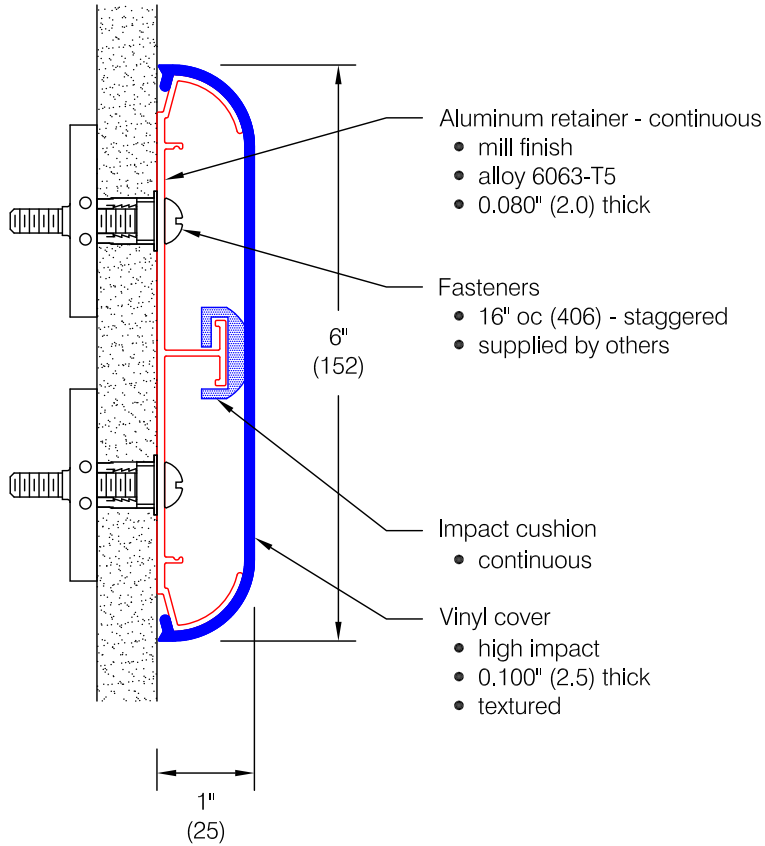 Aluminum retainer - continuous
• mill finish
• alloy 6063-T5
• 0.080" (2.0) thick
Fasteners
• 16" oc (406) - staggered
• supplied by others
6"
(152)
Impact cushion
• continuous
Vinyl cover
• high impact
• 0.100" (2.5) thick
• textured
1"
(25)